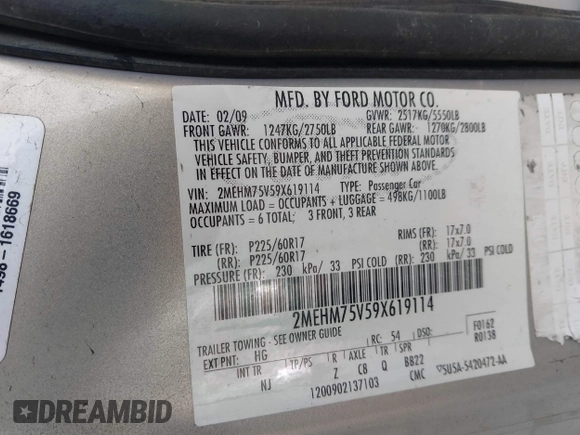 MFD. BY FORD MOTOR CO.
DATE: 02/09 GVWR: 2517KG/5550LB
FRONT GAWR: 1247KG/2750LB REAR GAWR: 1270KG/2800LB
THIS VEHICLE CONFORMS TO ALL APPLICABLE FEDERAL MOTOR
VEHICLE SAFETY, BUMPER, AND THEFT PREVENTION STANDARDS
IN EFFECT ON THE DATE OF MANUFACTURE SHOWN ABOVE.
VIN: 2MEHM75V59X619114 TYPE: Passenger Car
MAXIMUM LOAD = OCCUPANTS + LUGGAGE = 498KG/1100LB
OCCUPANTS = 6 TOTAL: 3 FRONT, 3 REAR
TIRE (FR): P225/60R17 RIMS (FR): 17x7.0
(RR): P225/60R17 (RR): 17x7.0
PRESSURE (FR): 230 kPa/ 33 PSI COLD (RR): 230 kPa/ 33 PSI COLD
2MEHM75V59X619114
TRAILER TOWING - SEE OWNER GUIDE
F0162
R0138
RC: 54 DSO:
EXT PNT: HG
INT TR TP/PS R AXLE TR SPR
NJ Z C8 Q BB22
1200902137103 CMC 5USA-5420472-AA
1498 - 1618669
DREAMBID